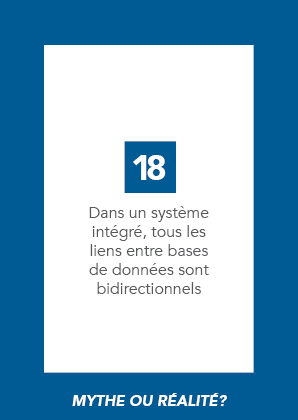 18
Dans un système
intégré, tous les
liens entre bases
de données sont
bidirectionnels
MYTHE OU RÉALITÉ?